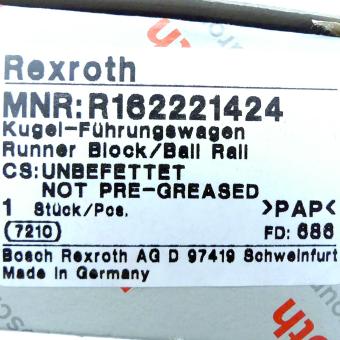 Rexroth
MNR:R162221424
Kugel-Führungswagen
Runner Block/Ball Rail
CS:UNBEFETTET
NOT PRE-GREASED
1 Stück/Pcs. >PAP<
7210 FD: 686
Bosch Rexroth AG D 97419 Schweinfurt
Made in Germany